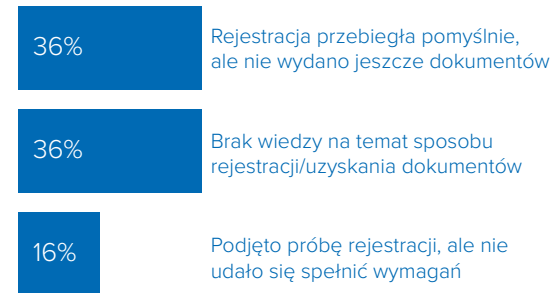 36%
Rejestracja przebiegła pomyślnie,
ale nie wydano jeszcze dokumentów
36%
Brak wiedzy na temat sposobu
rejestracji/uzyskania dokumentów
16%
Podjęto próbę rejestracji, ale nie
udało się spełnić wymagań